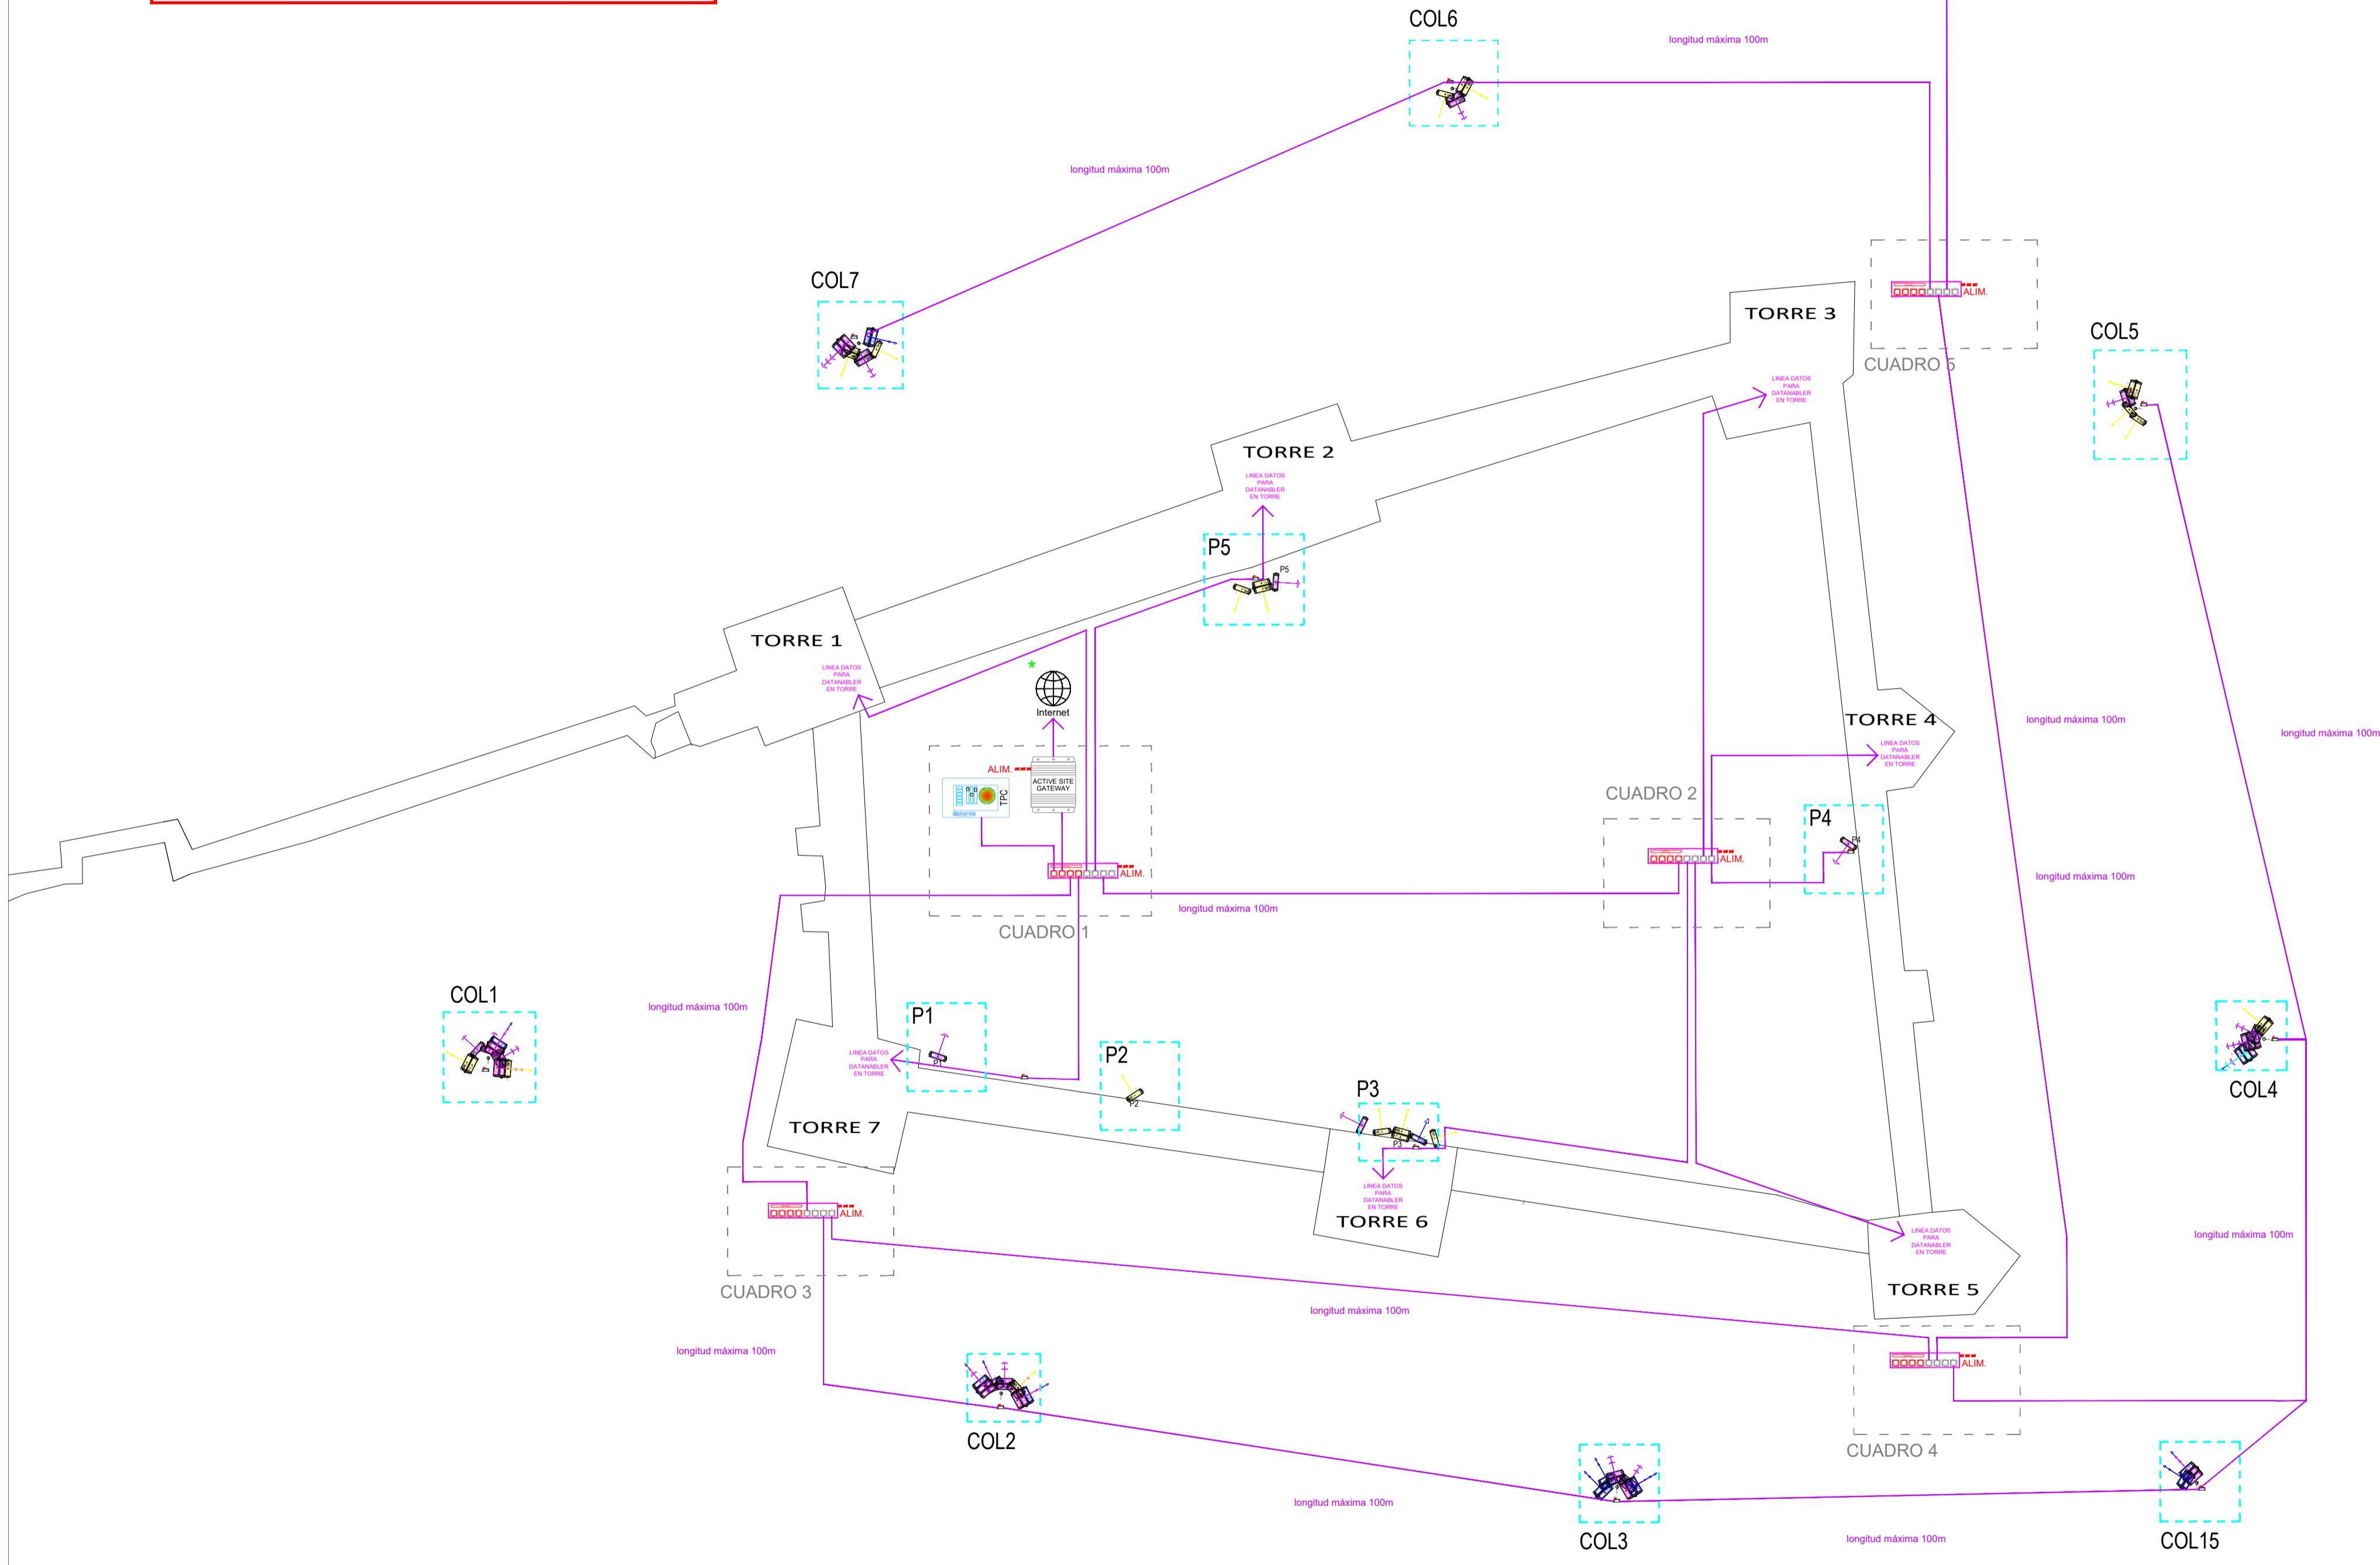 COL6
longitud máxima 100m
longitud máxima 100m
COL7
ALIM.
TORRE 3
COL5
CUADRO 5
LINEA DATOS
PARA
DATANABLER
EN TORRE
TORRE 2
LINEA DATOS
PARA
DATANABLER
EN TORRE
P5
P5
TORRE 1
LINEA DATOS
PARA
DATANABLER
EN TORRE
*
Internet
TORRE 4
longitud máxima 100m
longitud máxima 100m
LINEA DATOS
PARA
DATANABLER
EN TORRE
ALIM.
ACTIVE SITE
GATEWAY
TPC
CUADRO 2
P4
P4
ALIM.
ALIM.
longitud máxima 100m
longitud máxima 100m
CUADRO 1
COL1
longitud máxima 100m
P1
P1
LINEA DATOS
PARA
DATANABLER
EN TORRE
P2
P2
P3
P3
COL4
TORRE 7
LINEA DATOS
PARA
DATANABLER
EN TORRE
TORRE 6
ALIM.
LINEA DATOS
PARA
DATANABLER
EN TORRE
longitud máxima 100m
CUADRO 3
TORRE 5
longitud máxima 100m
longitud máxima 100m
ALIM.
COL2
CUADRO 4
longitud máxima 100m
COL3
longitud máxima 100m
COL15